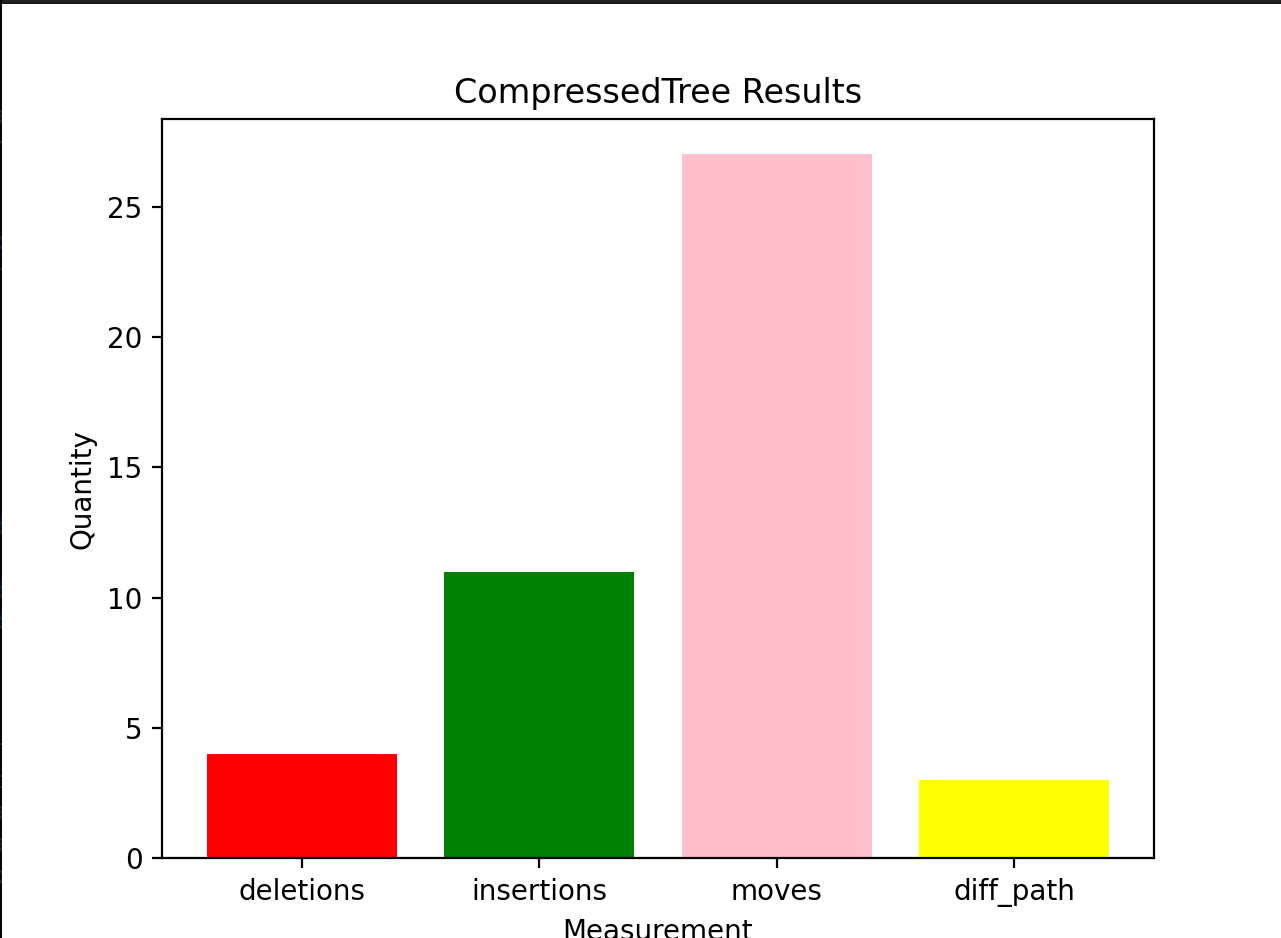 CompressedTree Results
25
20
15
10
5
0
Quantity
deletions insertions moves diff_path
Measurement